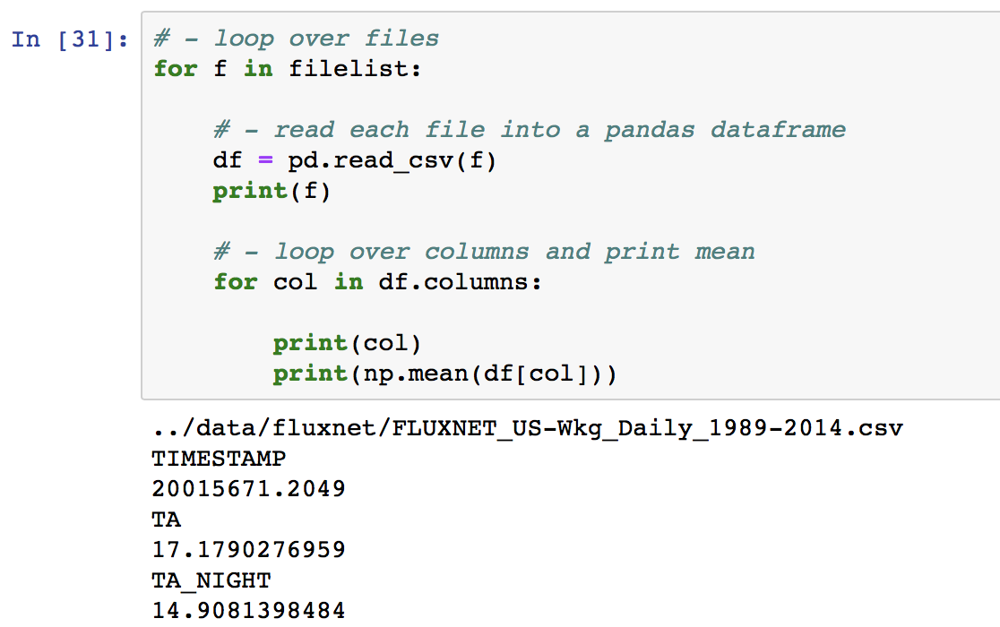 In [31]:
# - loop over files
for f in filelist:
# - read each file into a pandas dataframe
df = pd.read_csv(f)
print(f)
# - loop over columns and print mean
for col in df.columns:
print(col)
print(np.mean(df[col]))
../data/fluxnet/FLUXNET_US-Wkg_Daily_1989-2014.csv
TIMESTAMP
20015671.2049
TA
17.1790276959
TA_NIGHT
14.9081398484